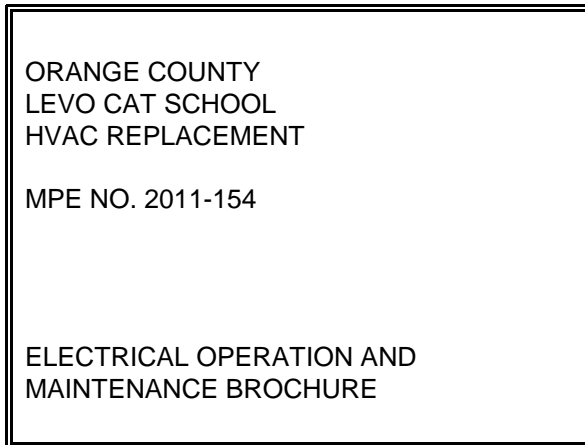 ORANGE COUNTY
LEVO CAT SCHOOL
HVAC REPLACEMENT
MPE NO. 2011-154
ELECTRICAL OPERATION AND
MAINTENANCE BROCHURE